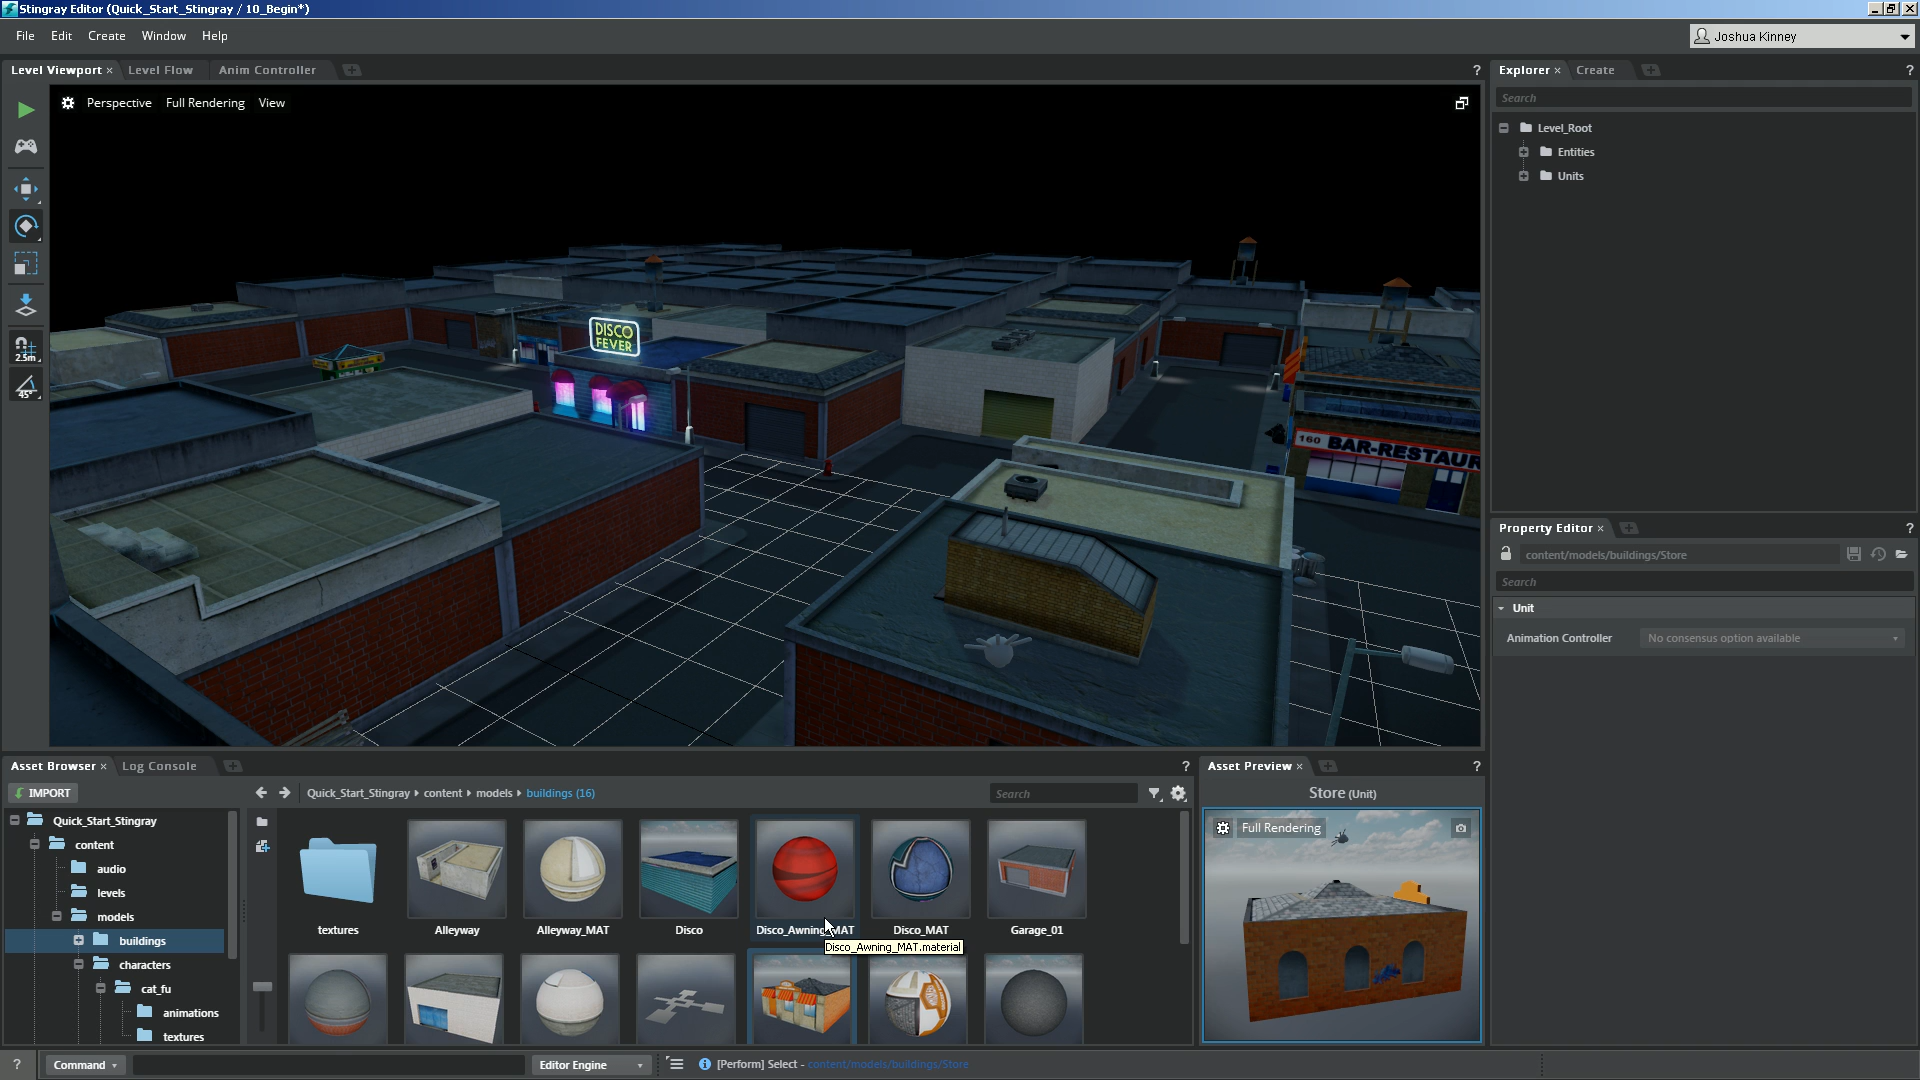 Stingray Editor (Quick_Start_Stingray / 10_Begin*)
File Edit Create Window Help
Joshua Kinney
Level Viewport × Level Flow Anim Controller
?
Explorer × Create
?
Perspective Full Rendering View
Search
Level_Root
Entities
Units
2.5m
45°
DISCO
FEVER
160 BAR-RESTAUR
Property Editor ×
?
content/models/buildings/Store
Search
Unit
Animation Controller No consensus option available
Asset Browser × Log Console
?
Asset Preview ×
?
IMPORT
Quick_Start_Stingray content models buildings (16)
Search
Store (Unit)
Full Rendering
Quick_Start_Stingray
content
audio
levels
models
buildings
characters
cat_fu
animations
textures
textures Alleyway Alleyway_MAT Disco Disco_Awning_MAT Disco_MAT Garage_01
Disco_Awning_MAT.material
? Command Editor Engine [Perform] Select - content/models/buildings/Store